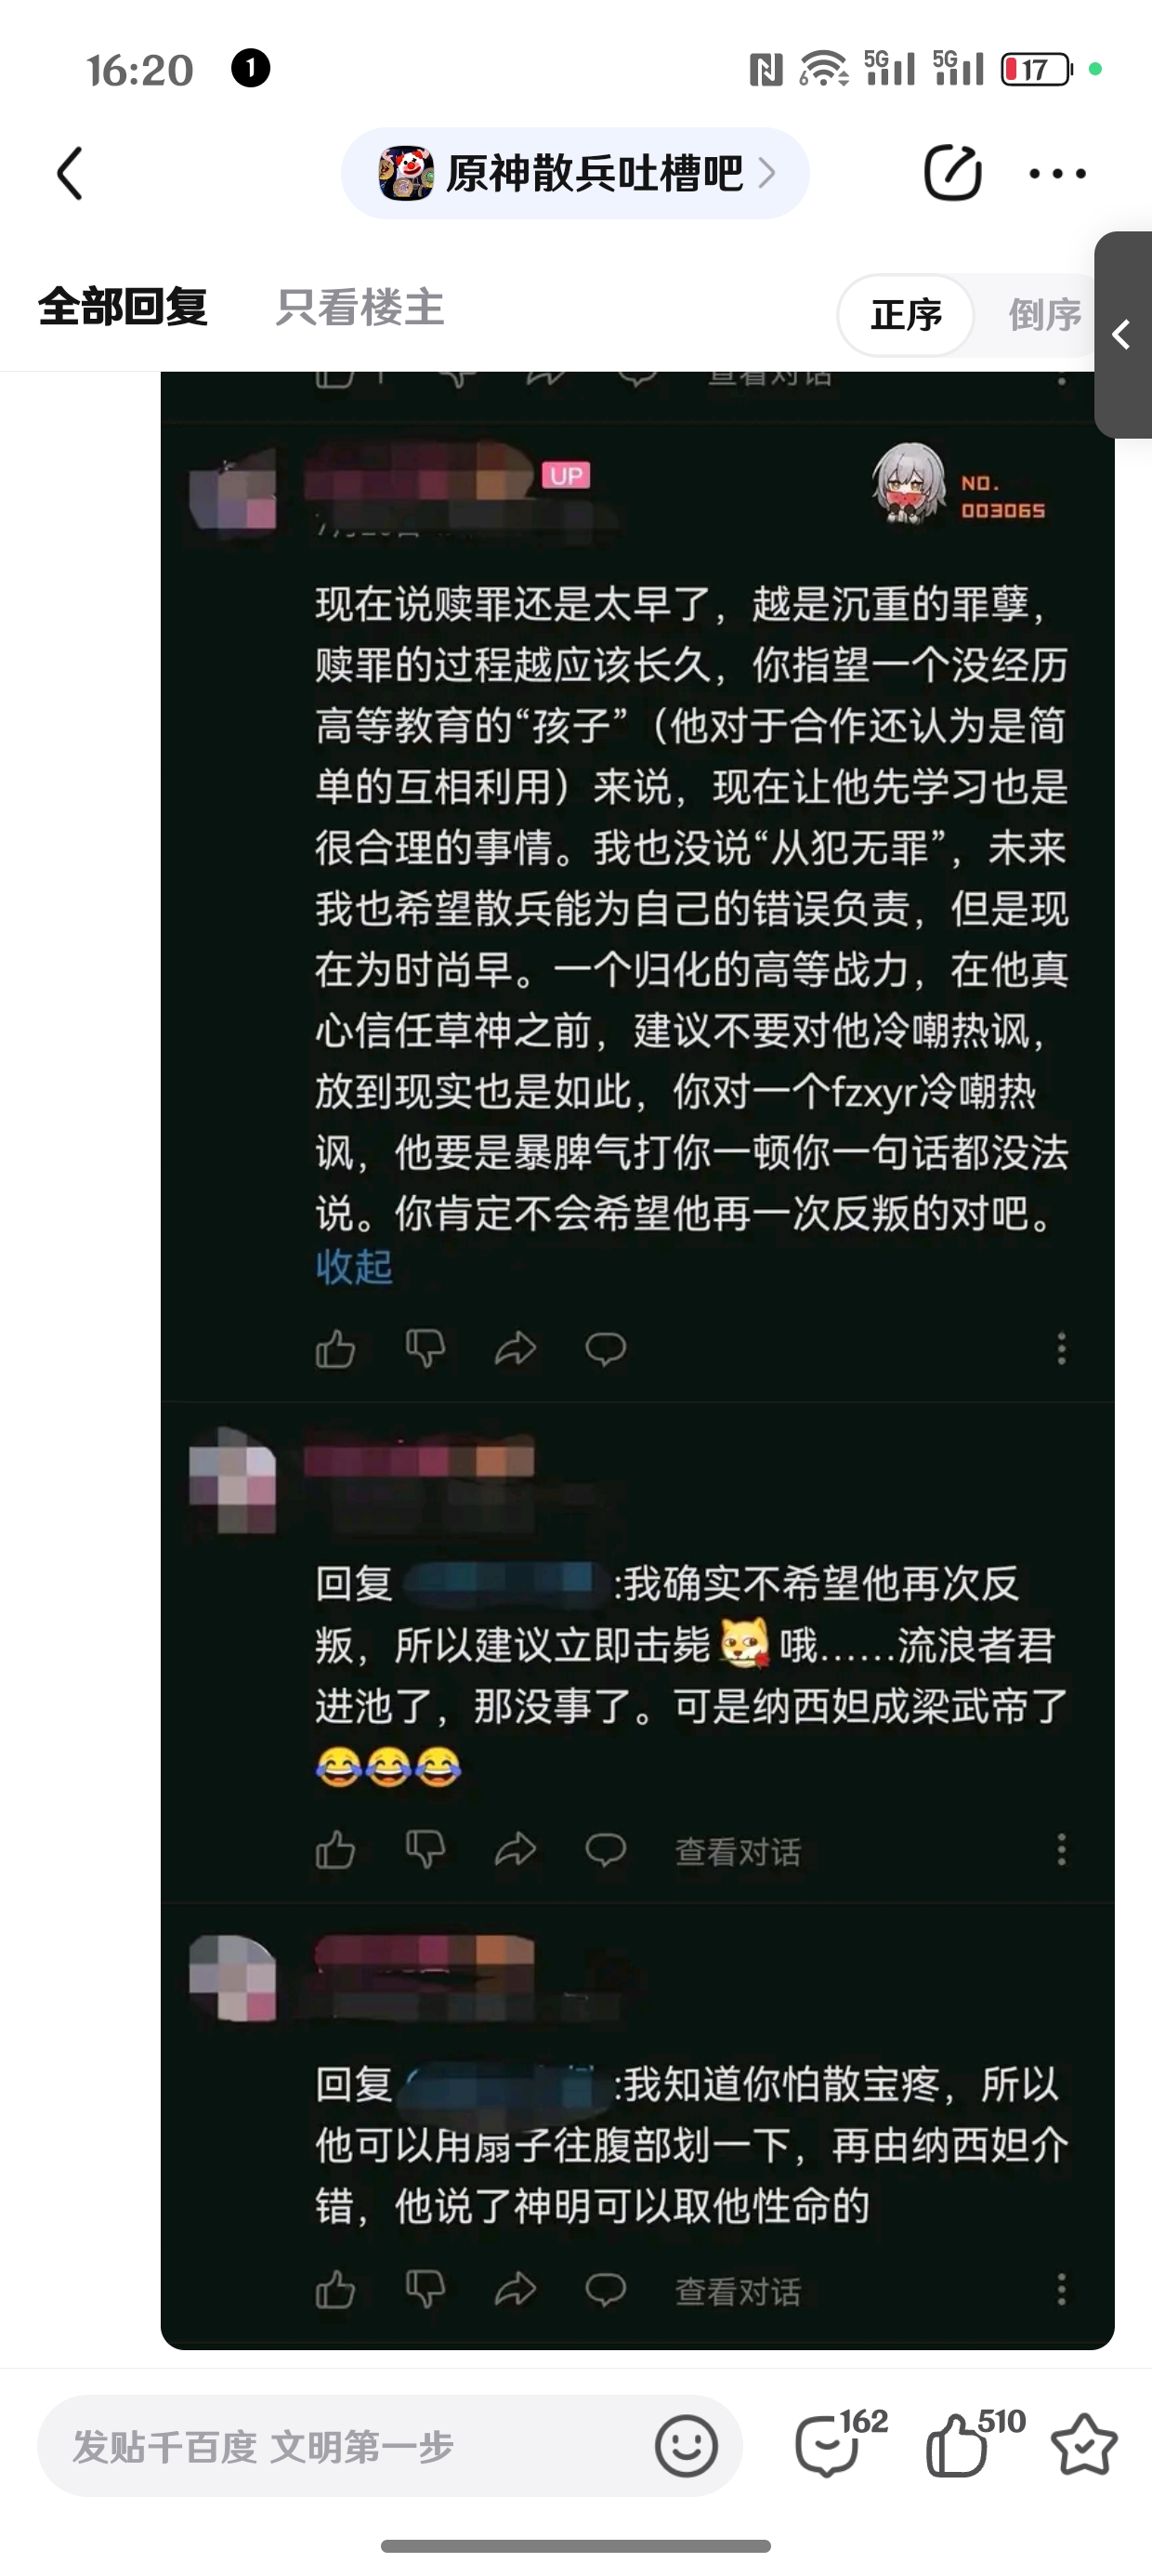 16:20
1
5G
5G
17
原神散兵吐槽吧
全部回复 只看楼主
正序 倒序
查看对话
UP
NO.
003065
现在说赎罪还是太早了，越是沉重的罪孽，
赎罪的过程越应该长久，你指望一个没经历
高等教育的“孩子”（他对于合作还认为是简
单的互相利用）来说，现在让他先学习也是
很合理的事情。我也没说“从犯无罪”，未来
我也希望散兵能为自己的错误负责，但是现
在为时尚早。一个归化的高等战力，在他真
心信任草神之前，建议不要对他冷嘲热讽，
放到现实也是如此，你对一个fzxyr冷嘲热
讽，他要是暴脾气打你一顿你一句话都没法
说。你肯定不会希望他再一次反叛的对吧。
收起
回复 :我确实不希望他再次反
叛，所以建议立即击毙 哦……流浪者君
进池了，那没事了。可是纳西妲成梁武帝了
😂😂😂
查看对话
回复 :我知道你怕散宝疼，所以
他可以用扇子往腹部划一下，再由纳西妲介
错，他说了神明可以取他性命的
查看对话
发贴千百度 文明第一步
162
510